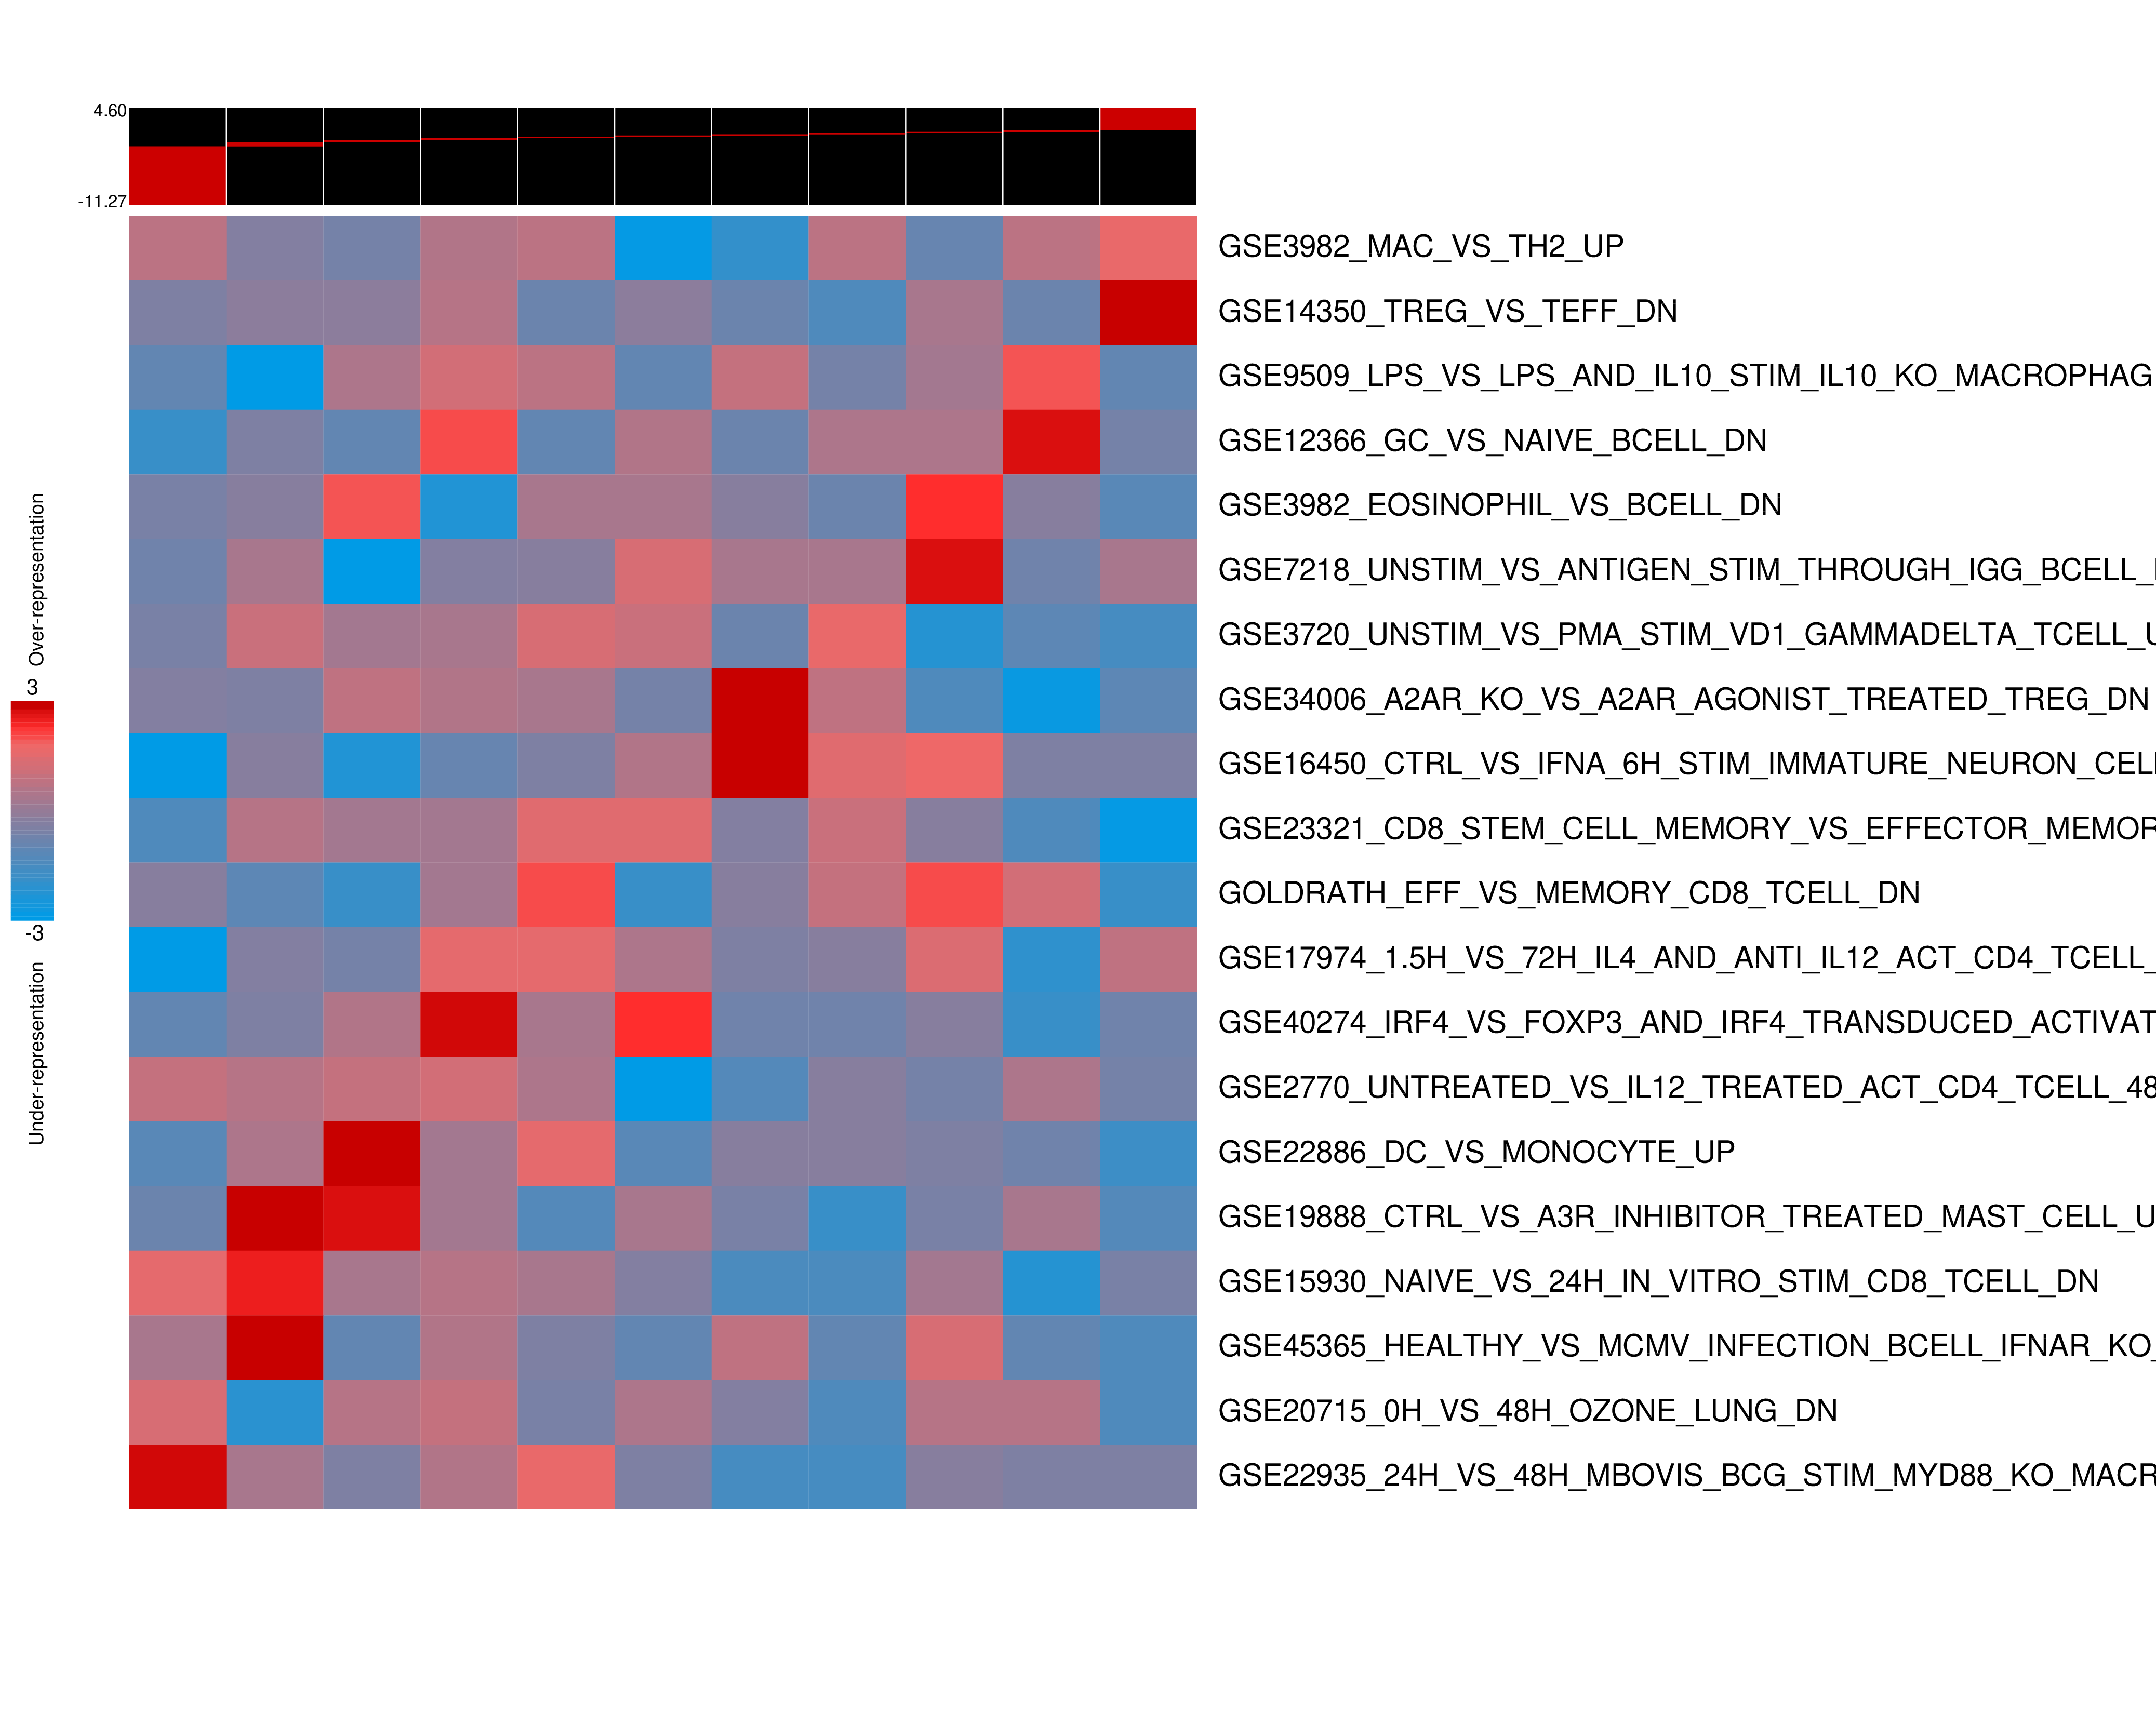 4.60
-11.27
GSE3982_MAC_VS_TH2_UP
GSE14350_TREG_VS_TEFF_DN
GSE9509_LPS_VS_LPS_AND_IL10_STIM_IL10_KO_MACROPHAG
GSE12366_GC_VS_NAIVE_BCELL_DN
GSE3982_EOSINOPHIL_VS_BCELL_DN
GSE7218_UNSTIM_VS_ANTIGEN_STIM_THROUGH_IGG_BCELL_
GSE3720_UNSTIM_VS_PMA_STIM_VD1_GAMMADELTA_TCELL_U
GSE34006_A2AR_KO_VS_A2AR_AGONIST_TREATED_TREG_DN
GSE16450_CTRL_VS_IFNA_6H_STIM_IMMATURE_NEURON_CEL
GSE23321_CD8_STEM_CELL_MEMORY_VS_EFFECTOR_MEMOR
GOLDRATH_EFF_VS_MEMORY_CD8_TCELL_DN
GSE17974_1.5H_VS_72H_IL4_AND_ANTI_IL12_ACT_CD4_TCELL_
GSE40274_IRF4_VS_FOXP3_AND_IRF4_TRANSDUCED_ACTIVAT
GSE2770_UNTREATED_VS_IL12_TREATED_ACT_CD4_TCELL_48
GSE22886_DC_VS_MONOCYTE_UP
GSE19888_CTRL_VS_A3R_INHIBITOR_TREATED_MAST_CELL_U
GSE15930_NAIVE_VS_24H_IN_VITRO_STIM_CD8_TCELL_DN
GSE45365_HEALTHY_VS_MCMV_INFECTION_BCELL_IFNAR_KO_
GSE20715_0H_VS_48H_OZONE_LUNG_DN
GSE22935_24H_VS_48H_MBOVIS_BCG_STIM_MYD88_KO_MACR
Over-representation
3
-3
Under-representation